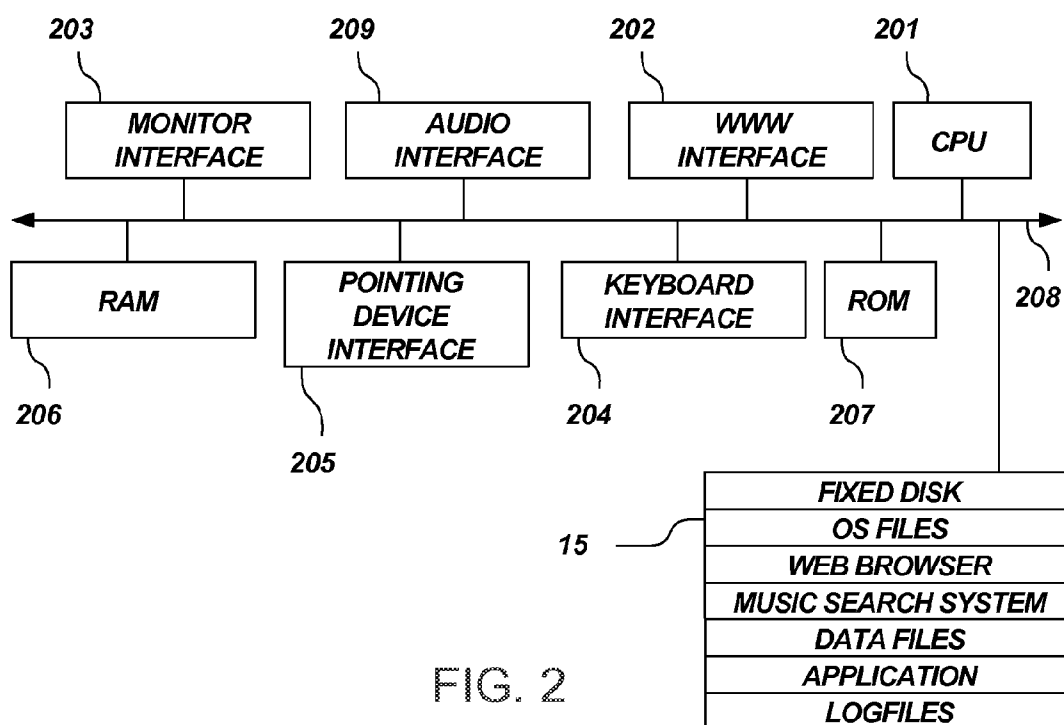 203 209 202 201
MONITOR INTERFACE
AUDIO INTERFACE
WWW INTERFACE
CPU
RAM
POINTING DEVICE INTERFACE
KEYBOARD INTERFACE
ROM
208
206
205
204
207
15
FIXED DISK
OS FILES
WEB BROWSER
MUSIC SEARCH SYSTEM
DATA FILES
APPLICATION
LOGFILES
FIG. 2